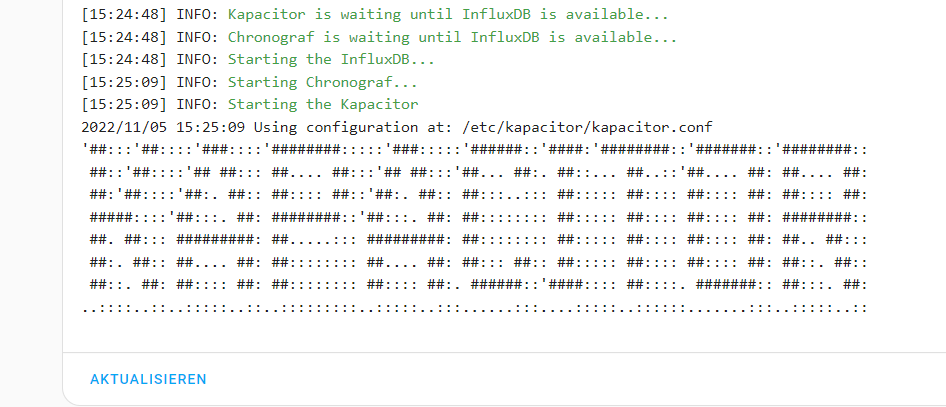 [15:24:48] INFO: Kapacitor is waiting until InfluxDB is available...
[15:24:48] INFO: Chronograf is waiting until InfluxDB is available...
[15:24:48] INFO: Starting the InfluxDB...
[15:25:09] INFO: Starting Chronograf...
[15:25:09] INFO: Starting the Kapacitor
2022/11/05 15:25:09 Using configuration at: /etc/kapacitor/kapacitor.conf
'##:::'##::::'###::::'########:::::'###:::::'######::'####:'########::'#######::'########::
 ##::'##::::'## ##::: ##.... ##:::'## ##:::'##... ##:. ##::... ##..::'##.... ##: ##.... ##:
 ##:'##::::'##:. ##:: ##:::: ##::'##:. ##:: ##:::..::: ##::::: ##:::: ##:::: ##: ##:::: ##:
 #####::::'##:::. ##: ########::'##:::. ##: ##:::::::: ##::::: ##:::: ##:::: ##: ########::
 ##. ##::: #########: ##.....::: #########: ##:::::::: ##::::: ##:::: ##:::: ##: ##.. ##:::
 ##:. ##:: ##.... ##: ##:::::::: ##.... ##: ##::: ##:: ##::::: ##:::: ##:::: ##: ##::. ##::
 ##::. ##: ##:::: ##: ##:::::::: ##:::: ##:. ######::'####:::: ##::::. #######:: ##:::. ##:
..::::..::..:::::..::..:::::::::..:::::..:::......:::....:::::..::::::.......:::..:::::..::
AKTUALISIEREN